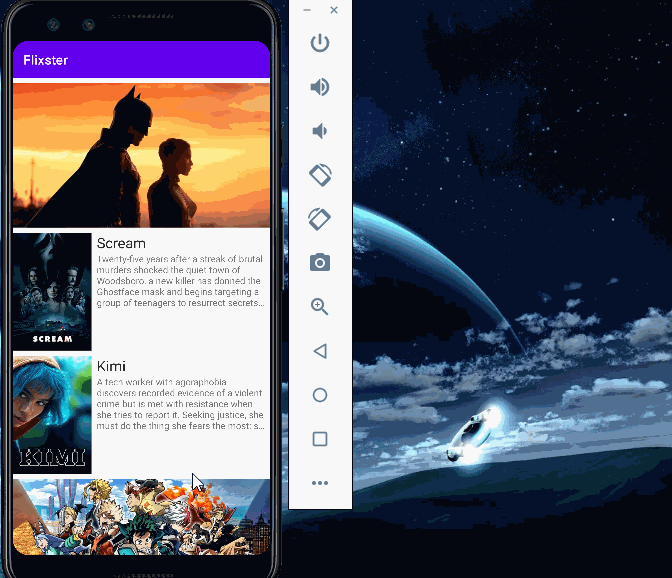 Flixster
Scream
Twenty-five years after a streak of brutal
murders shocked the quiet town of
Woodsboro, a new killer has donned the
Ghostface mask and begins targeting a
group of teenagers to resurrect secrets...
SCREAM
Kimi
A tech worker with agoraphobia
discovers recorded evidence of a violent
crime but is met with resistance when
she tries to report it. Seeking justice, she
must do the thing she fears the most: s...
KIMI